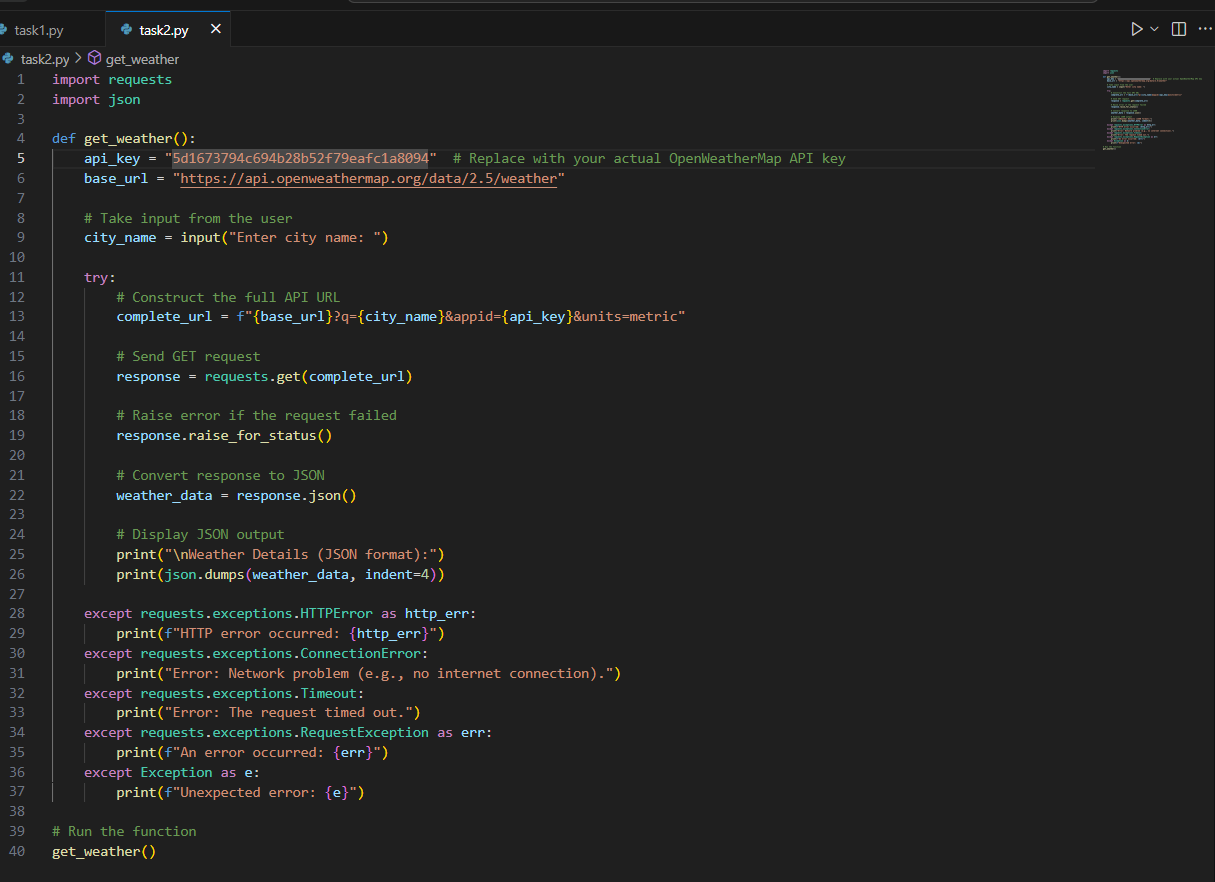 task1.py
task2.py
task2.py > get_weather
1 import requests
2 import json
3
4 def get_weather():
5     api_key = "5d1673794c694b28b52f79eafc1a8094"  # Replace with your actual OpenWeatherMap API key
6     base_url = "https://api.openweathermap.org/data/2.5/weather"
7
8     # Take input from the user
9     city_name = input("Enter city name: ")
10
11     try:
12         # Construct the full API URL
13         complete_url = f"{base_url}?q={city_name}&appid={api_key}&units=metric"
14
15         # Send GET request
16         response = requests.get(complete_url)
17
18         # Raise error if the request failed
19         response.raise_for_status()
20
21         # Convert response to JSON
22         weather_data = response.json()
23
24         # Display JSON output
25         print("\nWeather Details (JSON format):")
26         print(json.dumps(weather_data, indent=4))
27
28     except requests.exceptions.HTTPError as http_err:
29         print(f"HTTP error occurred: {http_err}")
30     except requests.exceptions.ConnectionError:
31         print("Error: Network problem (e.g., no internet connection).")
32     except requests.exceptions.Timeout:
33         print("Error: The request timed out.")
34     except requests.exceptions.RequestException as err:
35         print(f"An error occurred: {err}")
36     except Exception as e:
37         print(f"Unexpected error: {e}")
38
39 # Run the function
40 get_weather()